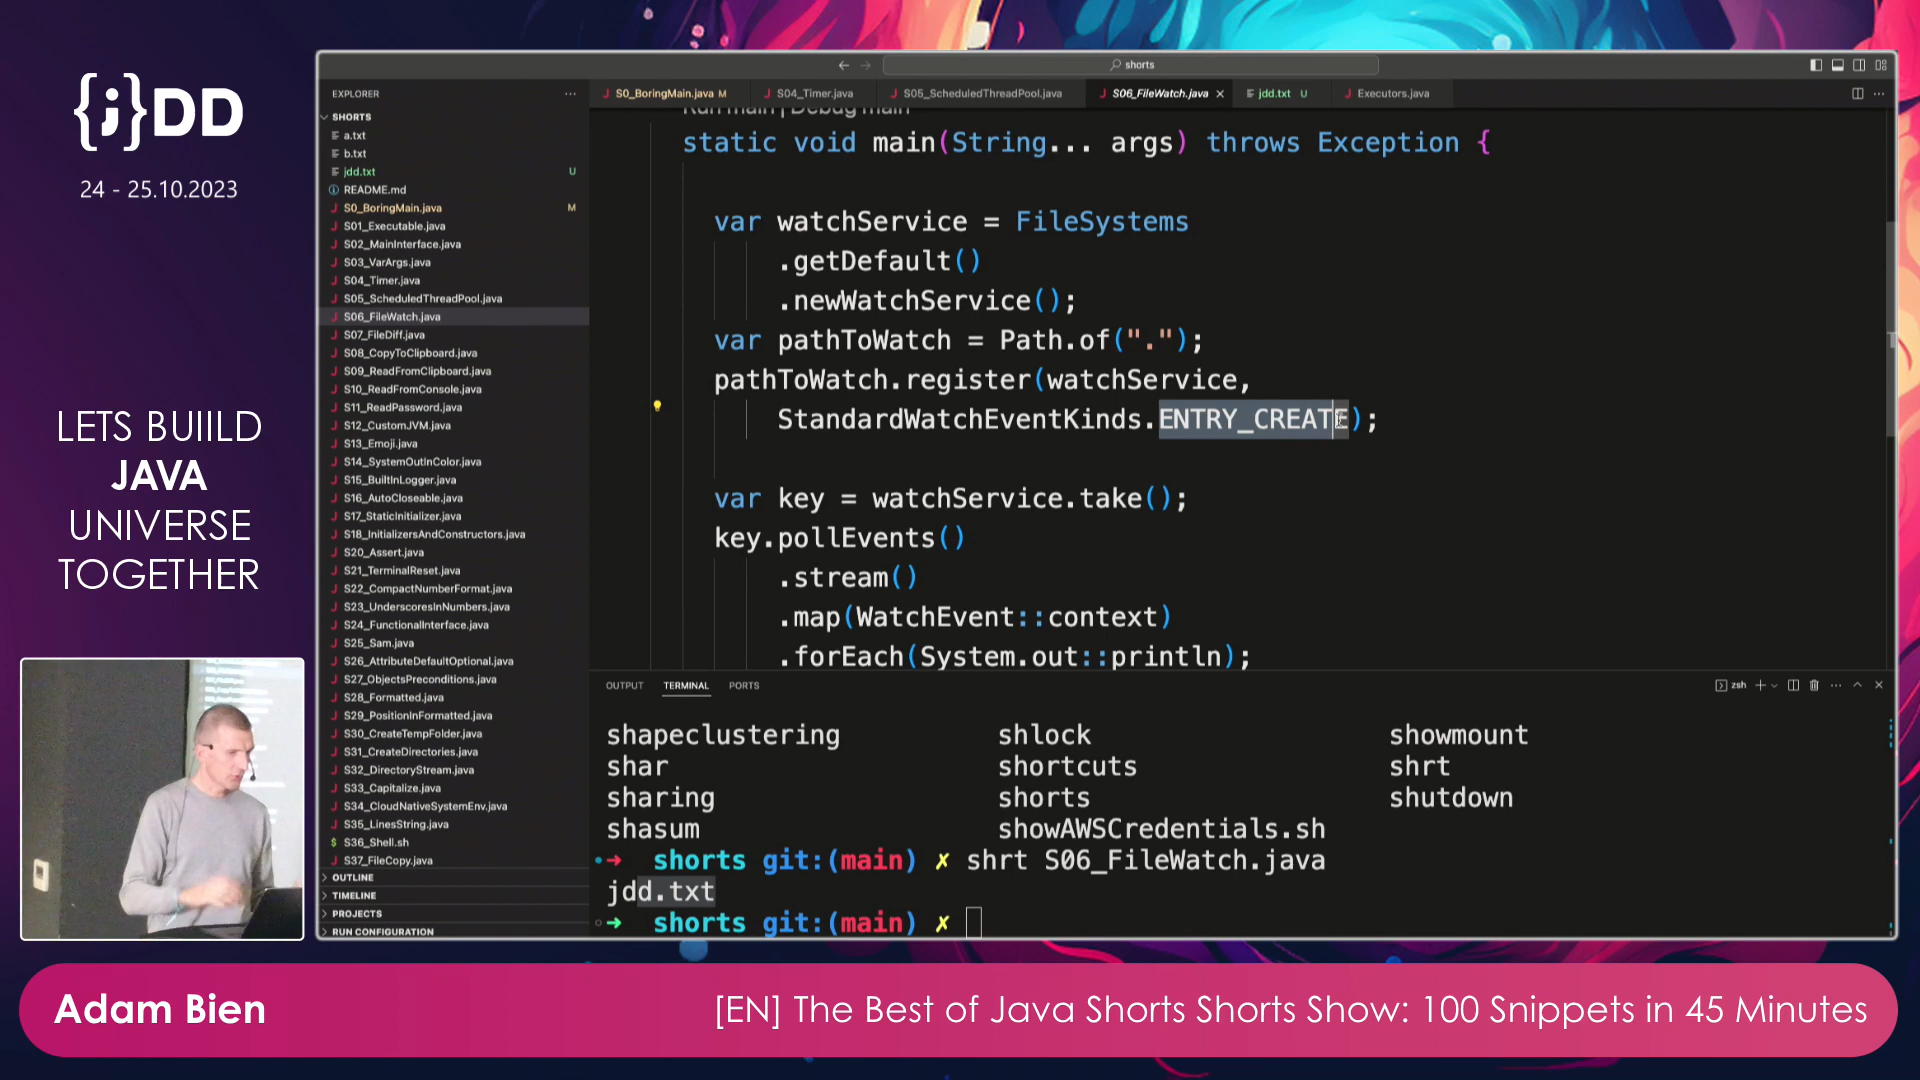 {j}DD
24 - 25.10.2023
LETS BUIILD
JAVA
UNIVERSE
TOGETHER
shorts
EXPLORER
SHORTS
a.txt
b.txt
jdd.txt U
README.md
S0_BoringMain.java M
S01_Executable.java
S02_MainInterface.java
S03_VarArgs.java
S04_Timer.java
S05_ScheduledThreadPool.java
S06_FileWatch.java
S07_FileDiff.java
S08_CopyToClipboard.java
S09_ReadFromClipboard.java
S10_ReadFromConsole.java
S11_ReadPassword.java
S12_CustomJVM.java
S13_Emoji.java
S14_SystemOutInColor.java
S15_BuiltInLogger.java
S16_AutoCloseable.java
S17_StaticInitializer.java
S18_InitializersAndConstructors.java
S20_Assert.java
S21_TerminalReset.java
S22_CompactNumberFormat.java
S23_UnderscoresInNumbers.java
S24_FunctionalInterface.java
S25_Sam.java
S26_AttributeDefaultOptional.java
S27_ObjectsPreconditions.java
S28_Formatted.java
S29_PositionInFormatted.java
S30_CreateTempFolder.java
S31_CreateDirectories.java
S32_DirectoryStream.java
S33_Capitalize.java
S34_CloudNativeSystemEnv.java
S35_LinesString.java
S36_Shell.sh
S37_FileCopy.java
OUTLINE
TIMELINE
PROJECTS
RUN CONFIGURATION
S0_BoringMain.java M S04_Timer.java S05_ScheduledThreadPool.java S06_FileWatch.java jdd.txt U Executors.java
Run main | Debug main
static void main(String... args) throws Exception {
var watchService = FileSystems
.getDefault()
.newWatchService();
var pathToWatch = Path.of(".");
pathToWatch.register(watchService,
StandardWatchEventKinds.ENTRY_CREATE);
var key = watchService.take();
key.pollEvents()
.stream()
.map(WatchEvent::context)
.forEach(System.out::println);
OUTPUT TERMINAL PORTS zsh
shapeclustering shlock showmount
shar shortcuts shrt
sharing shorts shutdown
shasum showAWSCredentials.sh
➜ shorts git:(main) ✗ shrt S06_FileWatch.java
jdd.txt
➜ shorts git:(main) ✗
Adam Bien
[EN] The Best of Java Shorts Shorts Show: 100 Snippets in 45 Minutes